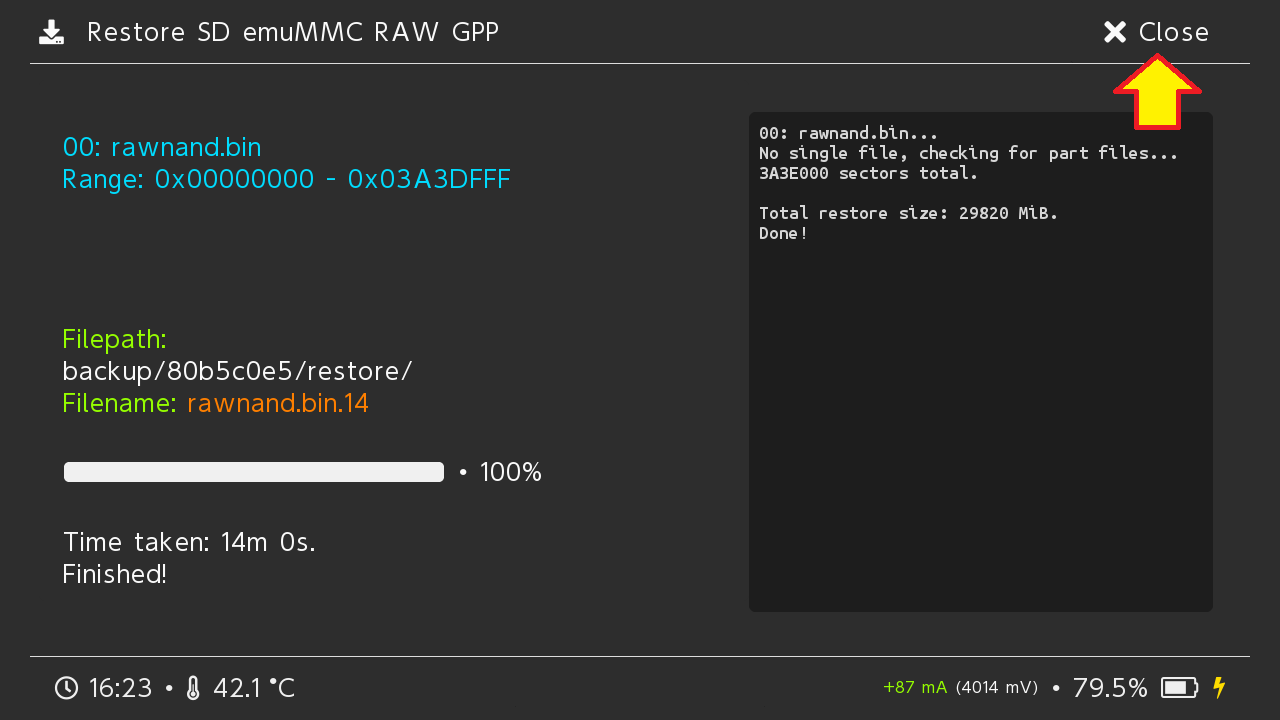 Restore SD emuMMC RAW GPP
Close
00: rawnand.bin
Range: 0x00000000 - 0x03A3DFFF
Filepath:
backup/80b5c0e5/restore/
Filename: rawnand.bin.14
• 100%
Time taken: 14m 0s.
Finished!
00: rawnand.bin...
No single file, checking for part files...
3A3E000 sectors total.
Total restore size: 29820 MiB.
Done!
16:23 • 42.1 °C
+87 mA (4014 mV) • 79.5%